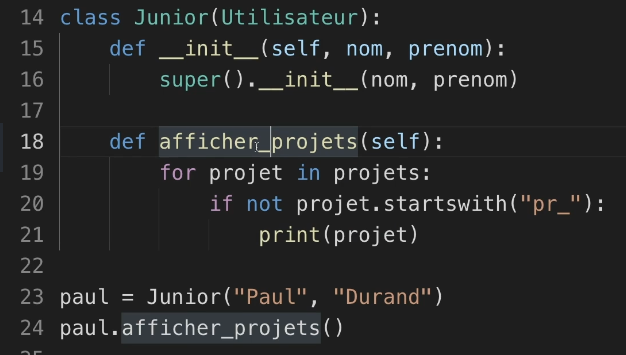 14 class Junior(Utilisateur):
15     def __init__(self, nom, prenom):
16         super().__init__(nom, prenom)
17
18     def afficher_projets(self):
19         for projet in projets:
20             if not projet.startswith("pr_"):
21                 print(projet)
22
23 paul = Junior("Paul", "Durand")
24 paul.afficher_projets()